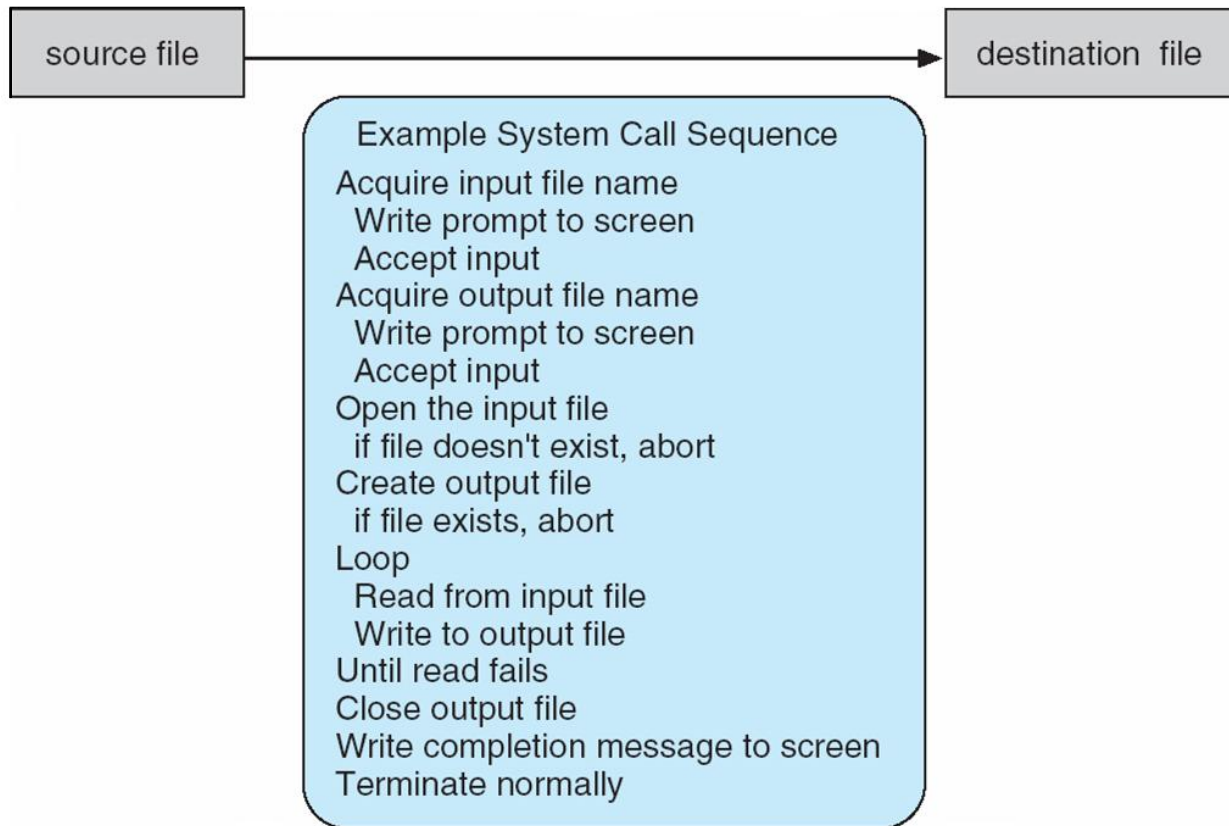 source file
destination file
Example System Call Sequence
Acquire input file name
Write prompt to screen
Accept input
Acquire output file name
Write prompt to screen
Accept input
Open the input file
if file doesn't exist, abort
Create output file
if file exists, abort
Loop
Read from input file
Write to output file
Until read fails
Close output file
Write completion message to screen
Terminate normally